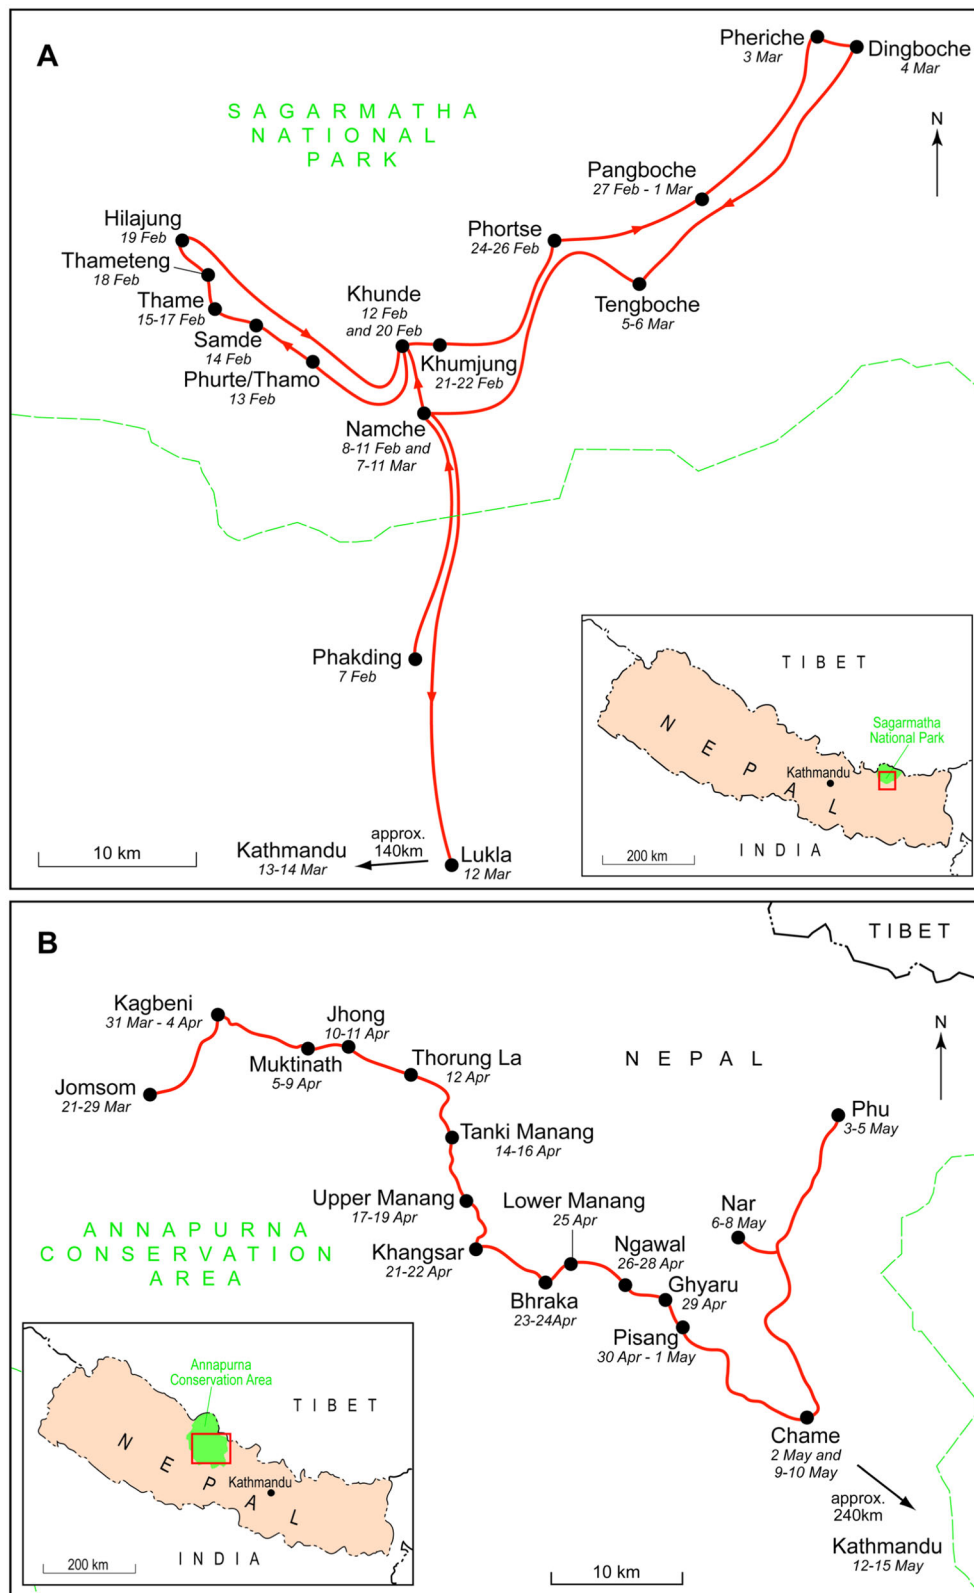 A
SAGARMATHA
NATIONAL
PARK
Pheriche
3 Mar
Dingboche
4 Mar
N
Pangboche
27 Feb - 1 Mar
Hilajung
19 Feb
Phortse
24-26 Feb
Thameteng
18 Feb
Tengboche
5-6 Mar
Khunde
12 Feb
and 20 Feb
Thame
15-17 Feb
Samde
14 Feb
Khumjung
21-22 Feb
Phurte/Thamo
13 Feb
Namche
8-11 Feb and
7-11 Mar
Phakding
7 Feb
TIBET
Sagarmatha
National Park
NEPAL
Kathmandu
INDIA
200 km
10 km
Kathmandu
13-14 Mar
approx.
140km
Lukla
12 Mar
B
TIBET
Kagbeni
31 Mar - 4 Apr
Jhong
10-11 Apr
N
Muktinath
5-9 Apr
Thorung La
12 Apr
NEPAL
Jomsom
21-29 Mar
Phu
3-5 May
Tanki Manang
14-16 Apr
Upper Manang
17-19 Apr
Lower Manang
25 Apr
Nar
6-8 May
ANNAPURNA
CONSERVATION
AREA
Khangsar
21-22 Apr
Ngawal
26-28 Apr
Bhraka
23-24Apr
Ghyaru
29 Apr
Pisang
30 Apr - 1 May
Annapurna
Conservation Area
TIBET
NEPAL
Kathmandu
INDIA
200 km
Chame
2 May and
9-10 May
approx.
240km
Kathmandu
12-15 May
10 km